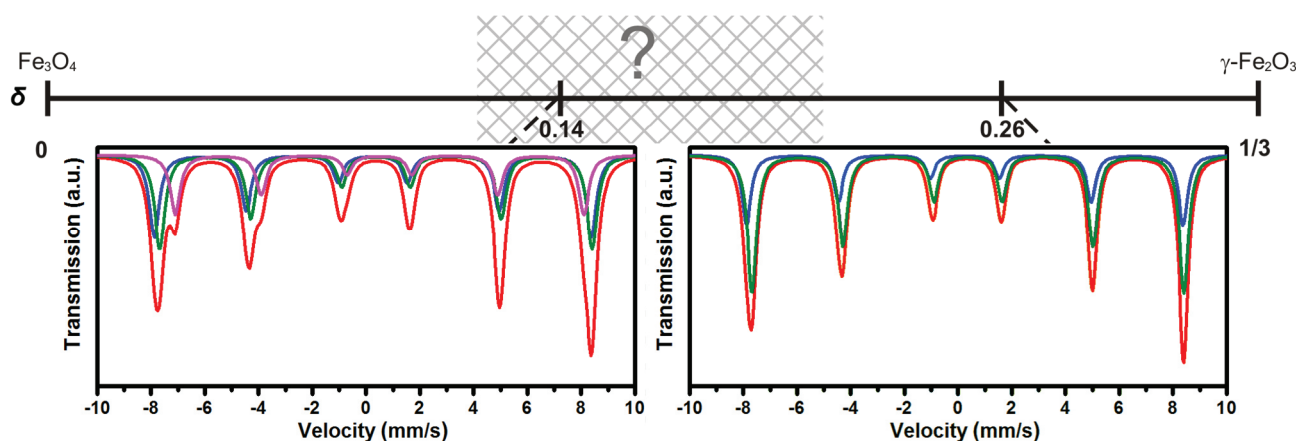 ?
Fe₃O₄
γ-Fe₂O₃
δ
0.14
0.26
0
1/3
Transmission (a.u.)
-10 -8 -6 -4 -2 0 2 4 6 8 10
Velocity (mm/s)
Transmission (a.u.)
-10 -8 -6 -4 -2 0 2 4 6 8 10
Velocity (mm/s)